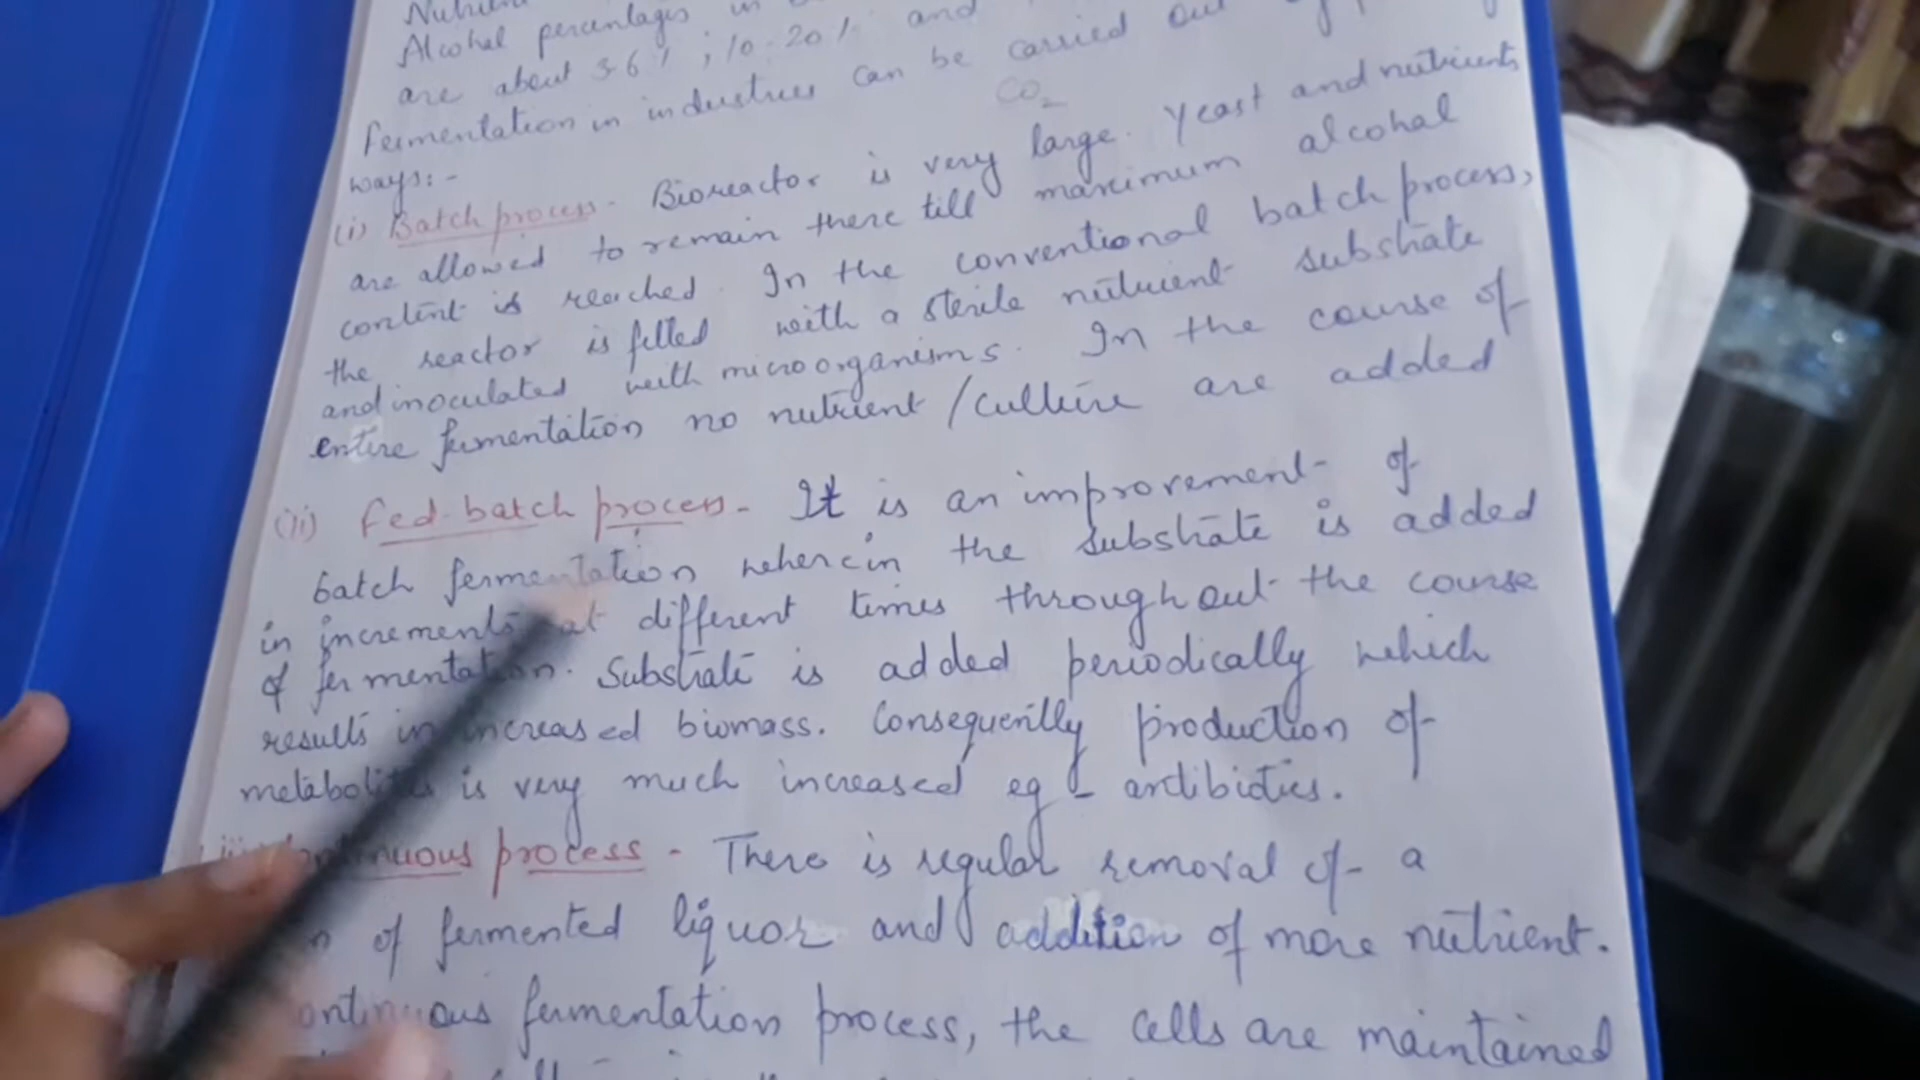 Alcohol percentages in
are about 3-6% ; 10-20% and
fermentation in industries can be carried out
CO2
ways:-
(i) Batch process - Bioreactor is very large. Yeast and nutrients
are allowed to remain there till maximum alcohol
content is reached. In the conventional batch process,
the reactor is filled with a sterile nutrient substrate
and inoculated with microorganisms. In the course of
entire fermentation no nutrient / culture are added
(ii) Fed-batch process - It is an improvement of
batch fermentation wherein the substrate is added
in increments at different times throughout the course
of fermentation. Substrate is added periodically which
results in increased biomass. Consequently production of
metabolites is very much increased eg - antibiotics.
process - There is regular removal of a
of fermented liquor and addition of more nutrient.
continuous fermentation process, the cells are maintained